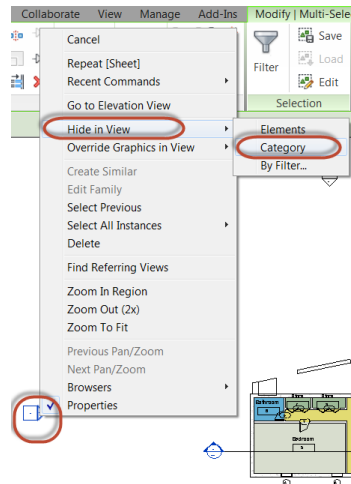 Collaborate View Manage Add-Ins Modify | Multi-Sele
Save
Load
Filter
Edit
Selection
Cancel
Repeat [Sheet]
Recent Commands
Go to Elevation View
Hide in View
Override Graphics in View
Create Similar
Edit Family
Select Previous
Select All Instances
Delete
Find Referring Views
Zoom In Region
Zoom Out (2x)
Zoom To Fit
Previous Pan/Zoom
Next Pan/Zoom
Browsers
Properties
Elements
Category
By Filter...
Bathroom
Bedroom